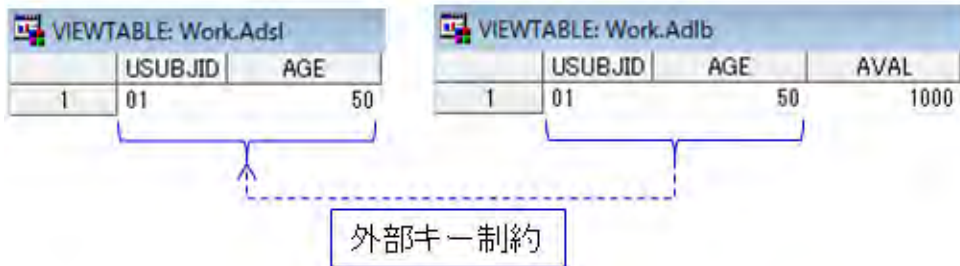 VIEWTABLE: Work.Adsl
USUBJID AGE
1 01 50
VIEWTABLE: Work.Adlb
USUBJID AGE AVAL
1 01 50 1000
外部キー制約